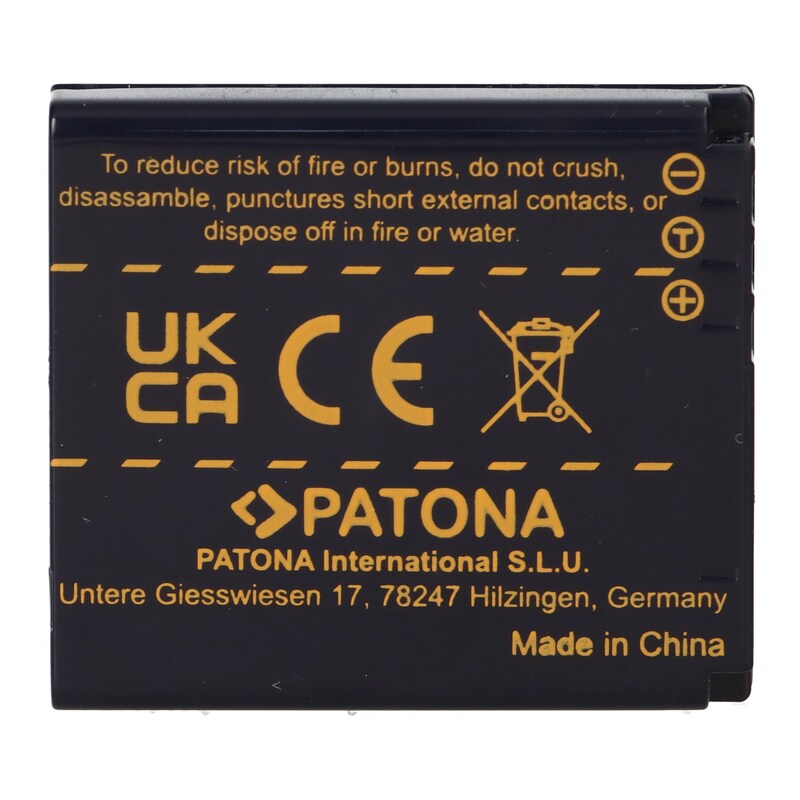 To reduce risk of fire or burns, do not crush,
disassamble, punctures short external contacts, or
dispose off in fire or water.
−
T
+
UK
CA
CE
PATONA
PATONA International S.L.U.
Untere Giesswiesen 17, 78247 Hilzingen, Germany
Made in China